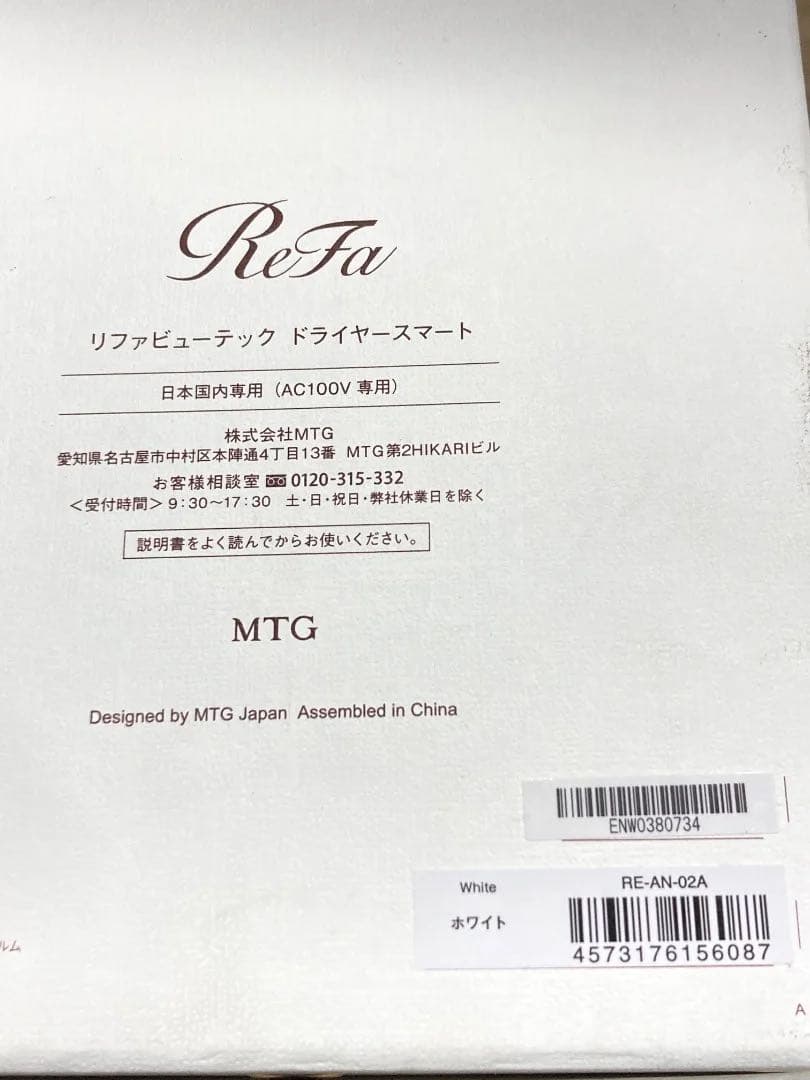 ReFa
リファビューテック ドライヤースマート
日本国内専用（AC100V 専用）
株式会社MTG
愛知県名古屋市中村区本陣通4丁目13番 MTG第2HIKARIビル
お客様相談室 0120-315-332
＜受付時間＞ 9：30～17：30 土・日・祝日・弊社休業日を除く
説明書をよく読んでからお使いください。
MTG
Designed by MTG Japan Assembled in China
ENW0380734
White
RE-AN-02A
ホワイト
4573176156087
ルム
A